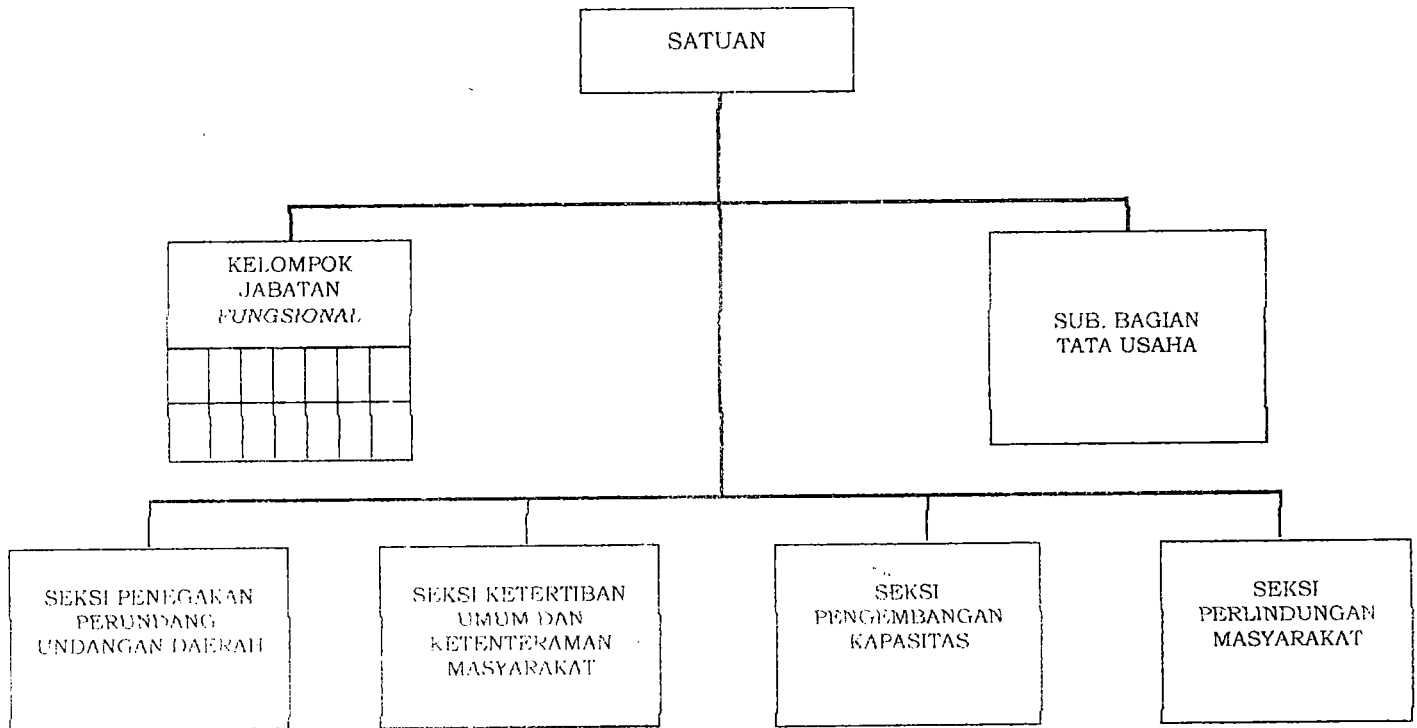 SATUAN
KELOMPOK
JABATAN
FUNGSIONAL
SUB. BAGIAN
TATA USAHA
SEKSI PENEGAKAN
PERUNDANG
UNDANGAN DAERAH
SEKSI KETERTIBAN
UMUM DAN
KETENTERAMAN
MASYARAKAT
SEKSI
PENGEMBANGAN
KAPASITAS
SEKSI
PERLINDUNGAN
MASYARAKAT